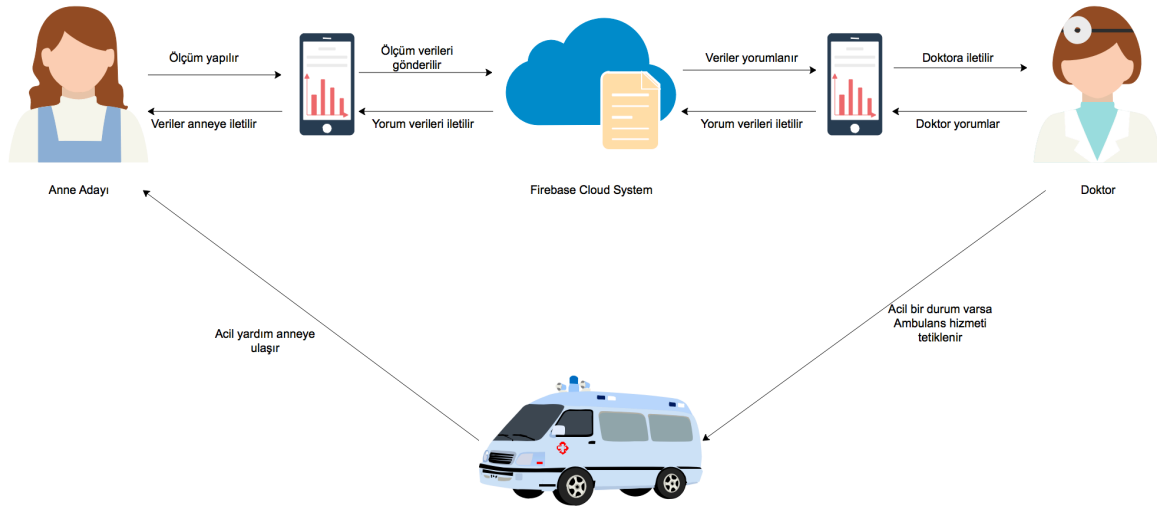 Ölçüm yapılır
Ölçüm verileri
gönderilir
Veriler yorumlanır
Doktora iletilir
Veriler anneye iletilir
Yorum verileri iletilir
Yorum verileri iletilir
Doktor yorumlar
Anne Adayı
Firebase Cloud System
Doktor
Acil yardım anneye
ulaşır
Acil bir durum varsa
Ambulans hizmeti
tetiklenir